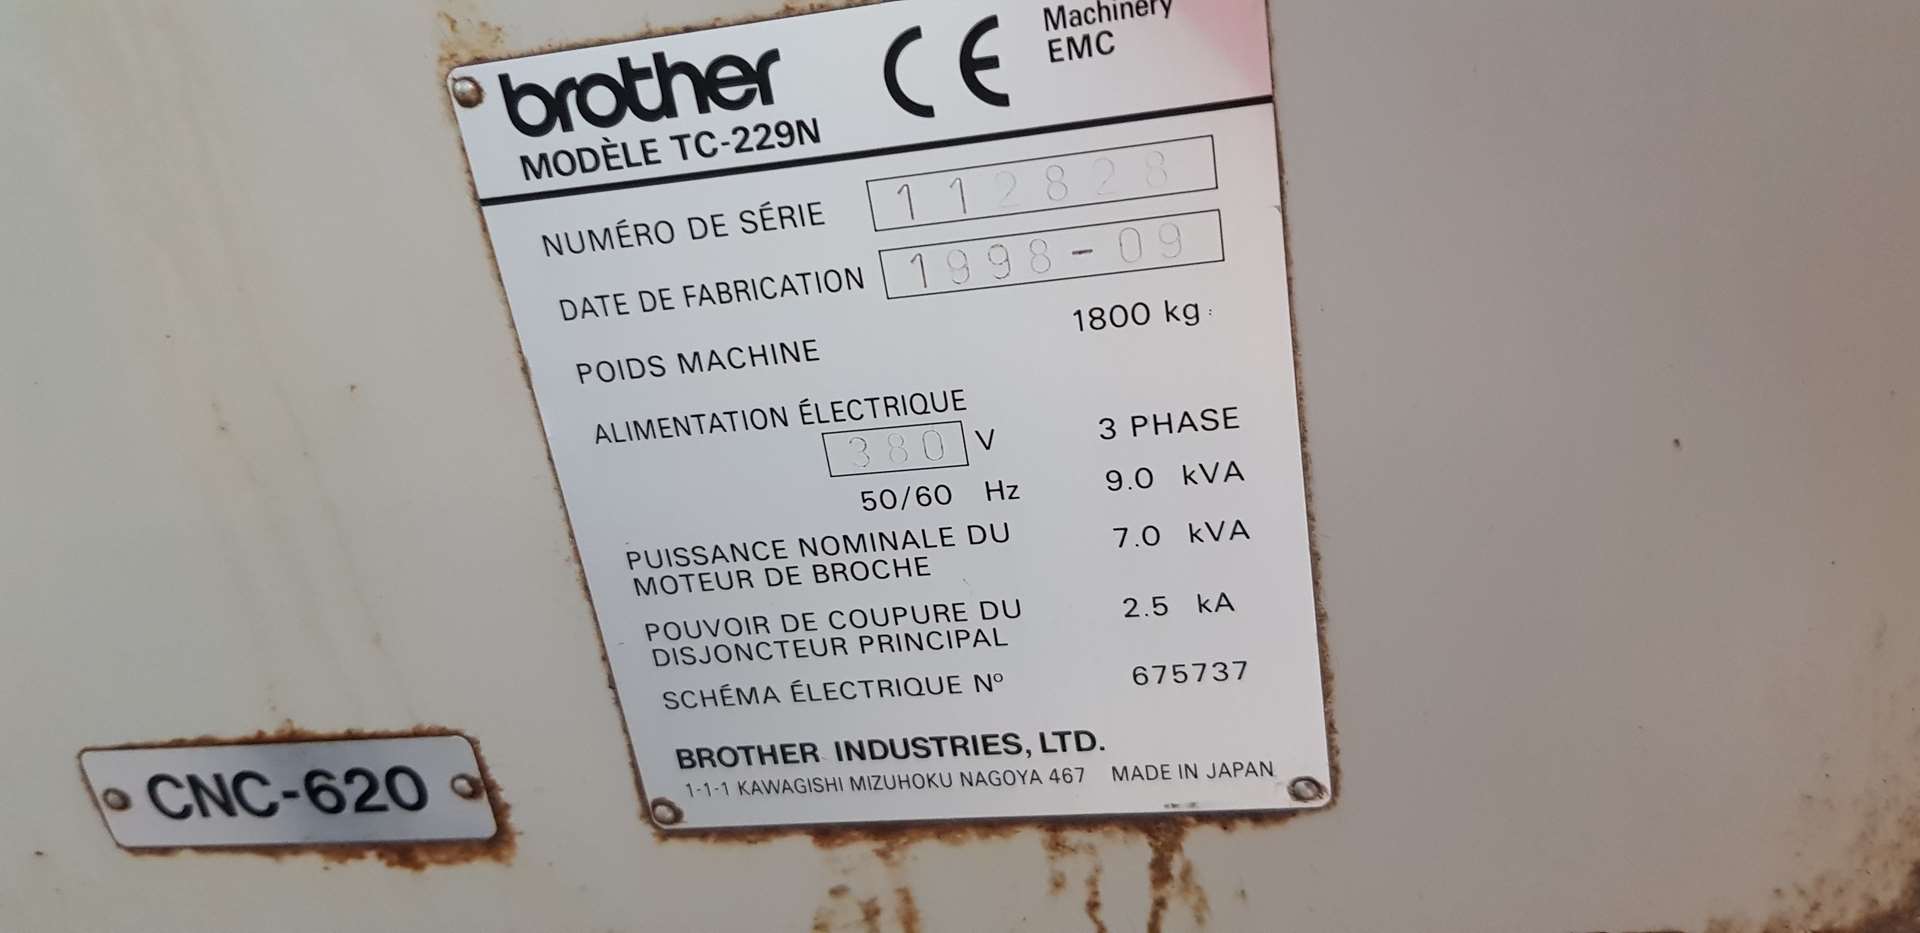 brother CE Machinery
EMC
MODÈLE TC-229N
NUMÉRO DE SÉRIE 112828
DATE DE FABRICATION 1998-09
POIDS MACHINE 1800 kg
ALIMENTATION ÉLECTRIQUE
380 V 3 PHASE
50/60 Hz 9.0 kVA
PUISSANCE NOMINALE DU 7.0 kVA
MOTEUR DE BROCHE
POUVOIR DE COUPURE DU 2.5 kA
DISJONCTEUR PRINCIPAL
SCHÉMA ÉLECTRIQUE Nº 675737
BROTHER INDUSTRIES, LTD.
1-1-1 KAWAGISHI MIZUHOKU NAGOYA 467 MADE IN JAPAN
CNC-620